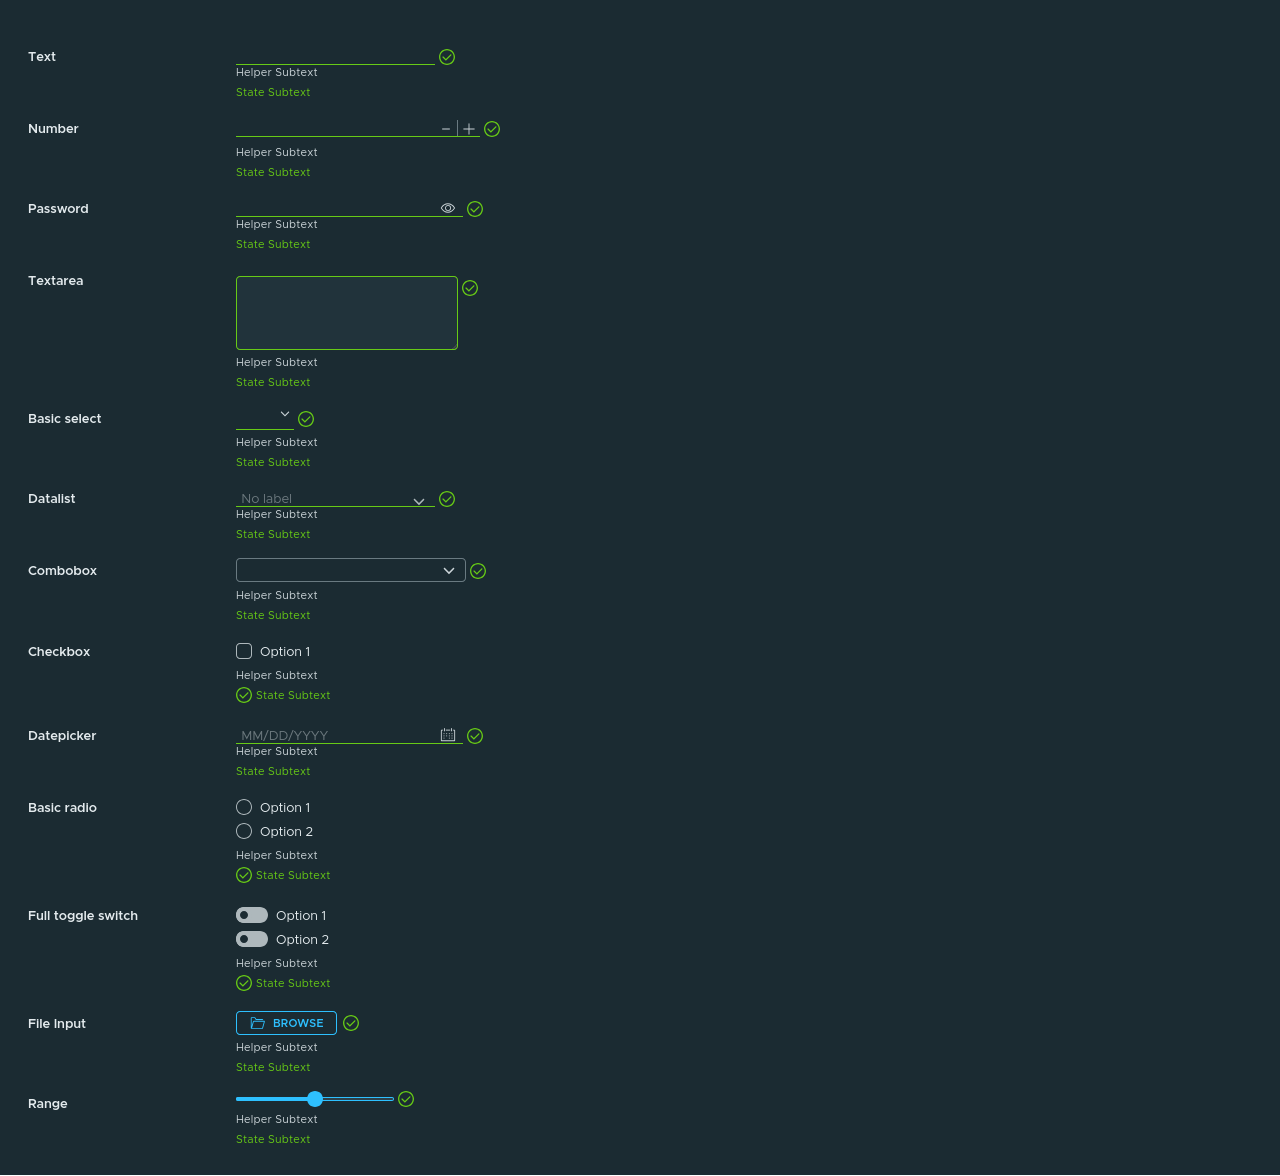 Text
Helper Subtext
State Subtext
Number
Helper Subtext
State Subtext
Password
Helper Subtext
State Subtext
Textarea
Helper Subtext
State Subtext
Basic select
Helper Subtext
State Subtext
Datalist No label
Helper Subtext
State Subtext
Combobox
Helper Subtext
State Subtext
Checkbox Option 1
Helper Subtext
State Subtext
Datepicker MM/DD/YYYY
Helper Subtext
State Subtext
Basic radio Option 1
Option 2
Helper Subtext
State Subtext
Full toggle switch Option 1
Option 2
Helper Subtext
State Subtext
File Input BROWSE
Helper Subtext
State Subtext
Range
Helper Subtext
State Subtext